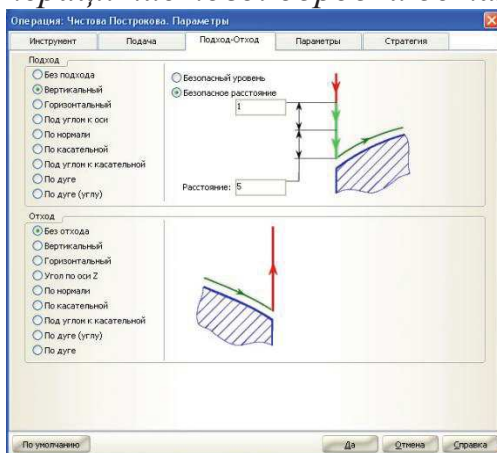 Операция: Чистова Построкова. Параметры
Инструмент Подача Подход-Отход Параметры Стратегия
Подход
Без подхода
Вертикальный
Горизонтальный
Под углом к оси
По нормали
По касательной
Под углом к касательной
По дуге
По дуге (углу)
Безопасный уровень
Безопасное расстояние
1
Расстояние: 5
Отход
Без отхода
Вертикальный
Горизонтальный
Угол по оси Z
По нормали
По касательной
Под углом к касательной
По дуге (углу)
По дуге
По умолчанию Да Отмена Справка